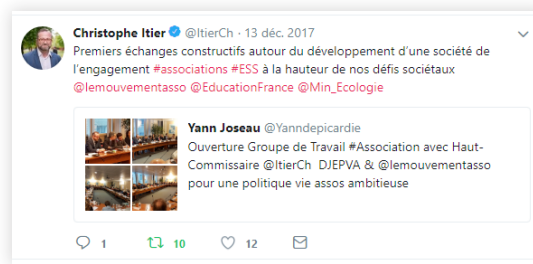 Christophe Itier @ItierCh · 13 déc. 2017
Premiers échanges constructifs autour du développement d'une société de
l'engagement #associations #ESS à la hauteur de nos défis sociétaux
@lemouvementasso @EducationFrance @Min_Ecologie
Yann Joseau @Yanndepicardie
Ouverture Groupe de Travail #Association avec Haut-
Commissaire @ItierCh DJEPVA & @lemouvementasso
pour une politique vie assos ambitieuse
1 10 12